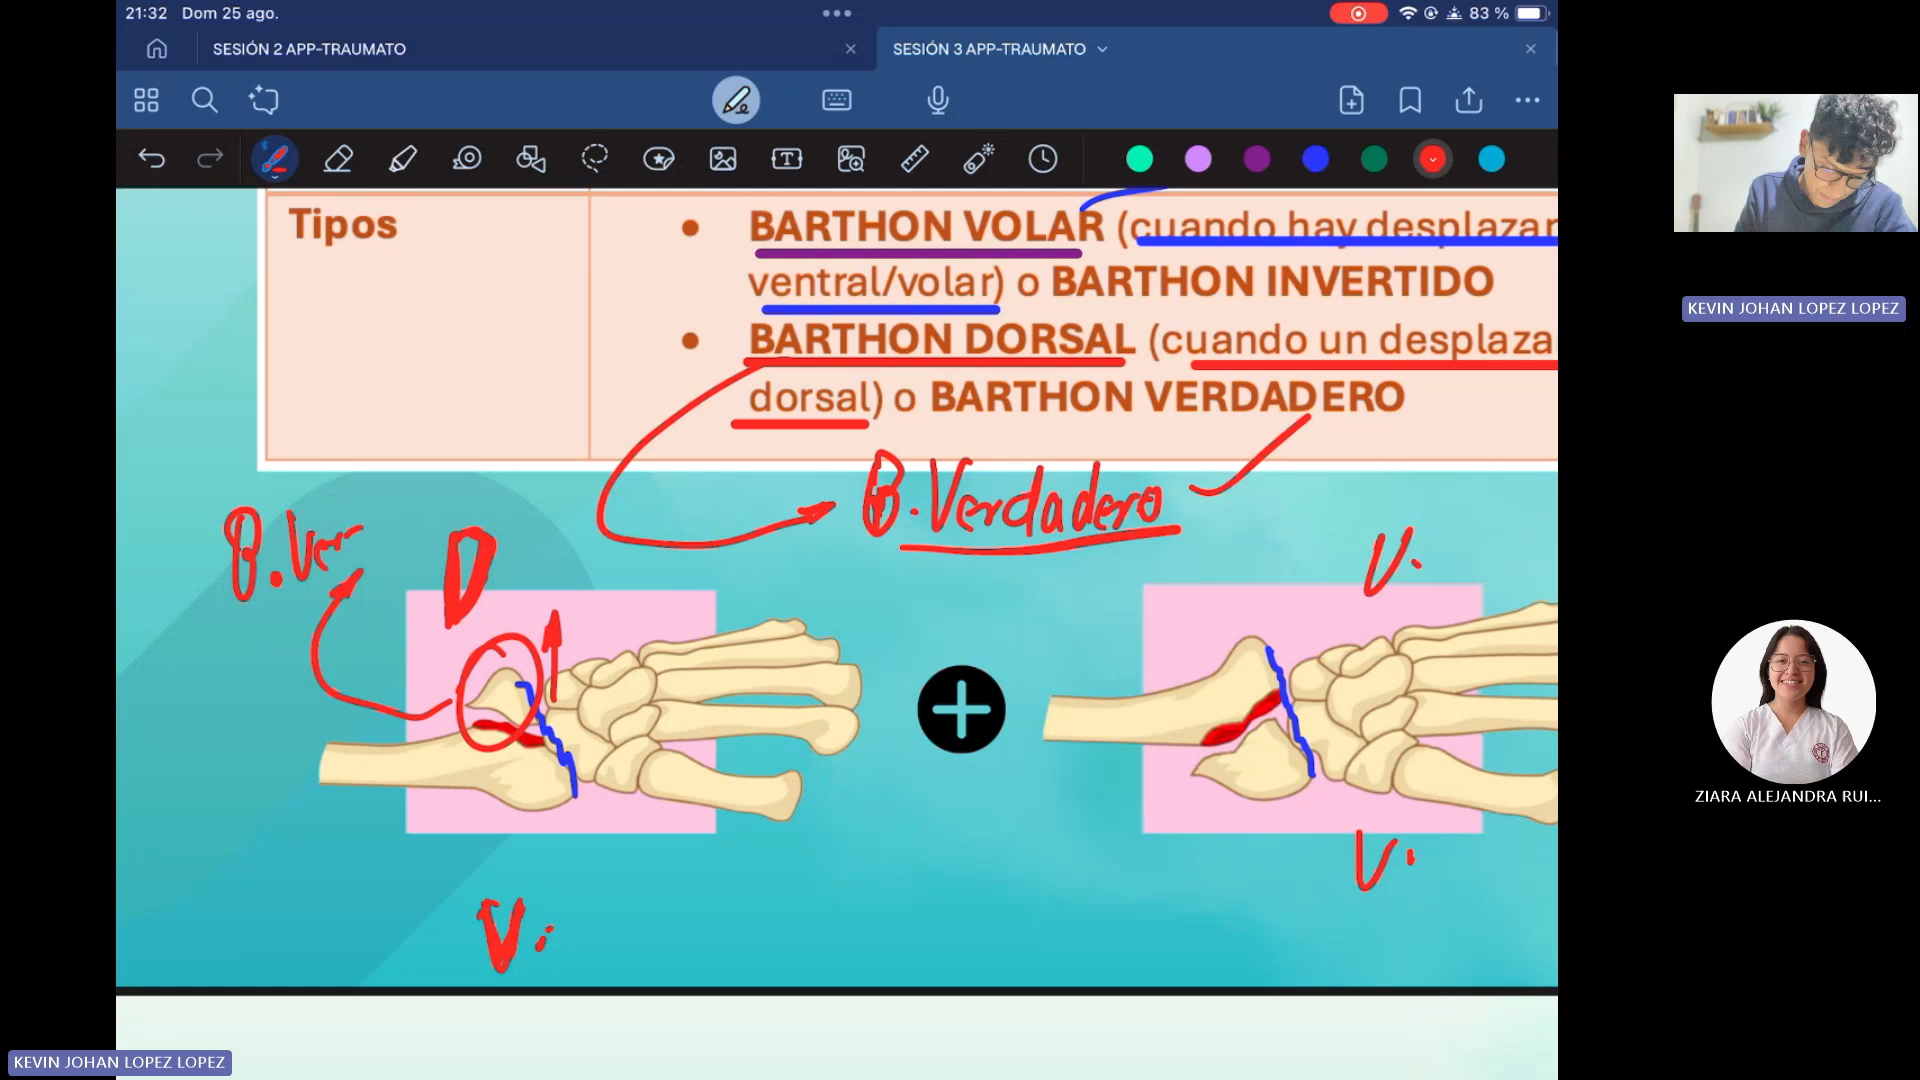 21:32 Dom 25 ago.
83 %
SESIÓN 2 APP-TRAUMATO
SESIÓN 3 APP-TRAUMATO
Tipos
BARTHON VOLAR (cuando hay desplazar
ventral/volar) o BARTHON INVERTIDO
BARTHON DORSAL (cuando un desplaza
dorsal) o BARTHON VERDADERO
B. Verdadero
B. Ver
D
V.
V.
V.
KEVIN JOHAN LOPEZ LOPEZ
ZIARA ALEJANDRA RUI...
KEVIN JOHAN LOPEZ LOPEZ